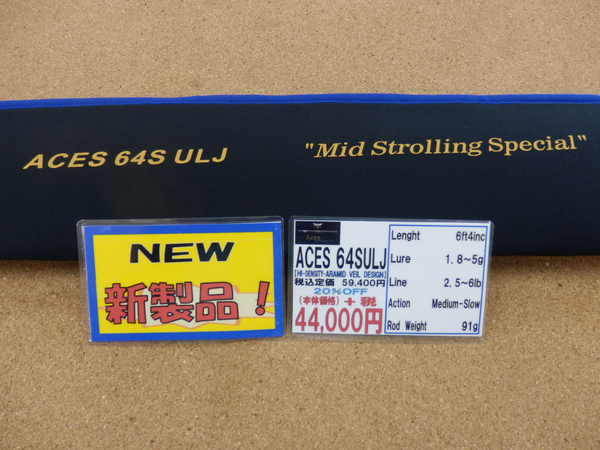 ACES 64S ULJ "Mid Strolling Special"
NEW
新製品！
ACES 64SULJ
[HI-DENSITY-ARAMID VEIL DESIGN]
税込定価 59,400円
20%OFF
(本体価格)+税
44,000円
Lenght 6ft4inc
Lure 1.8~5g
Line 2.5~6lb
Action Medium-Slow
Rod Weight 91g